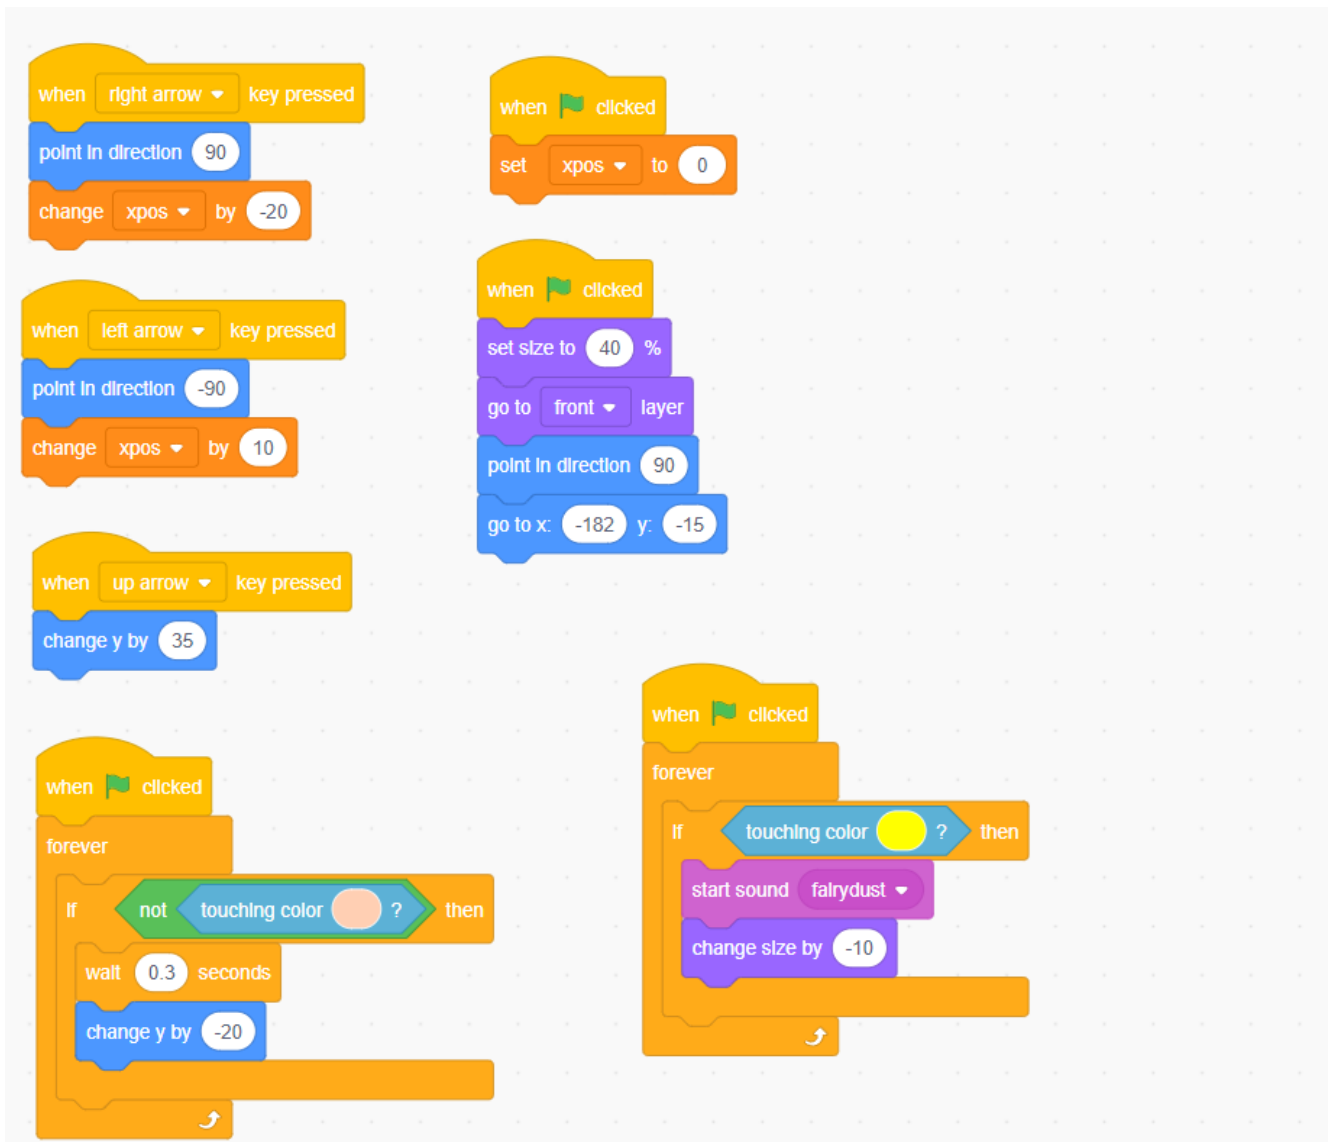 when right arrow key pressed
point in direction 90
change xpos by -20
when left arrow key pressed
point in direction -90
change xpos by 10
when up arrow key pressed
change y by 35
when clicked
forever
if not touching color ? then
wait 0.3 seconds
change y by -20
when clicked
set xpos to 0
when clicked
set size to 40 %
go to front layer
point in direction 90
go to x: -182 y: -15
when clicked
forever
if touching color ? then
start sound fairydust
change size by -10